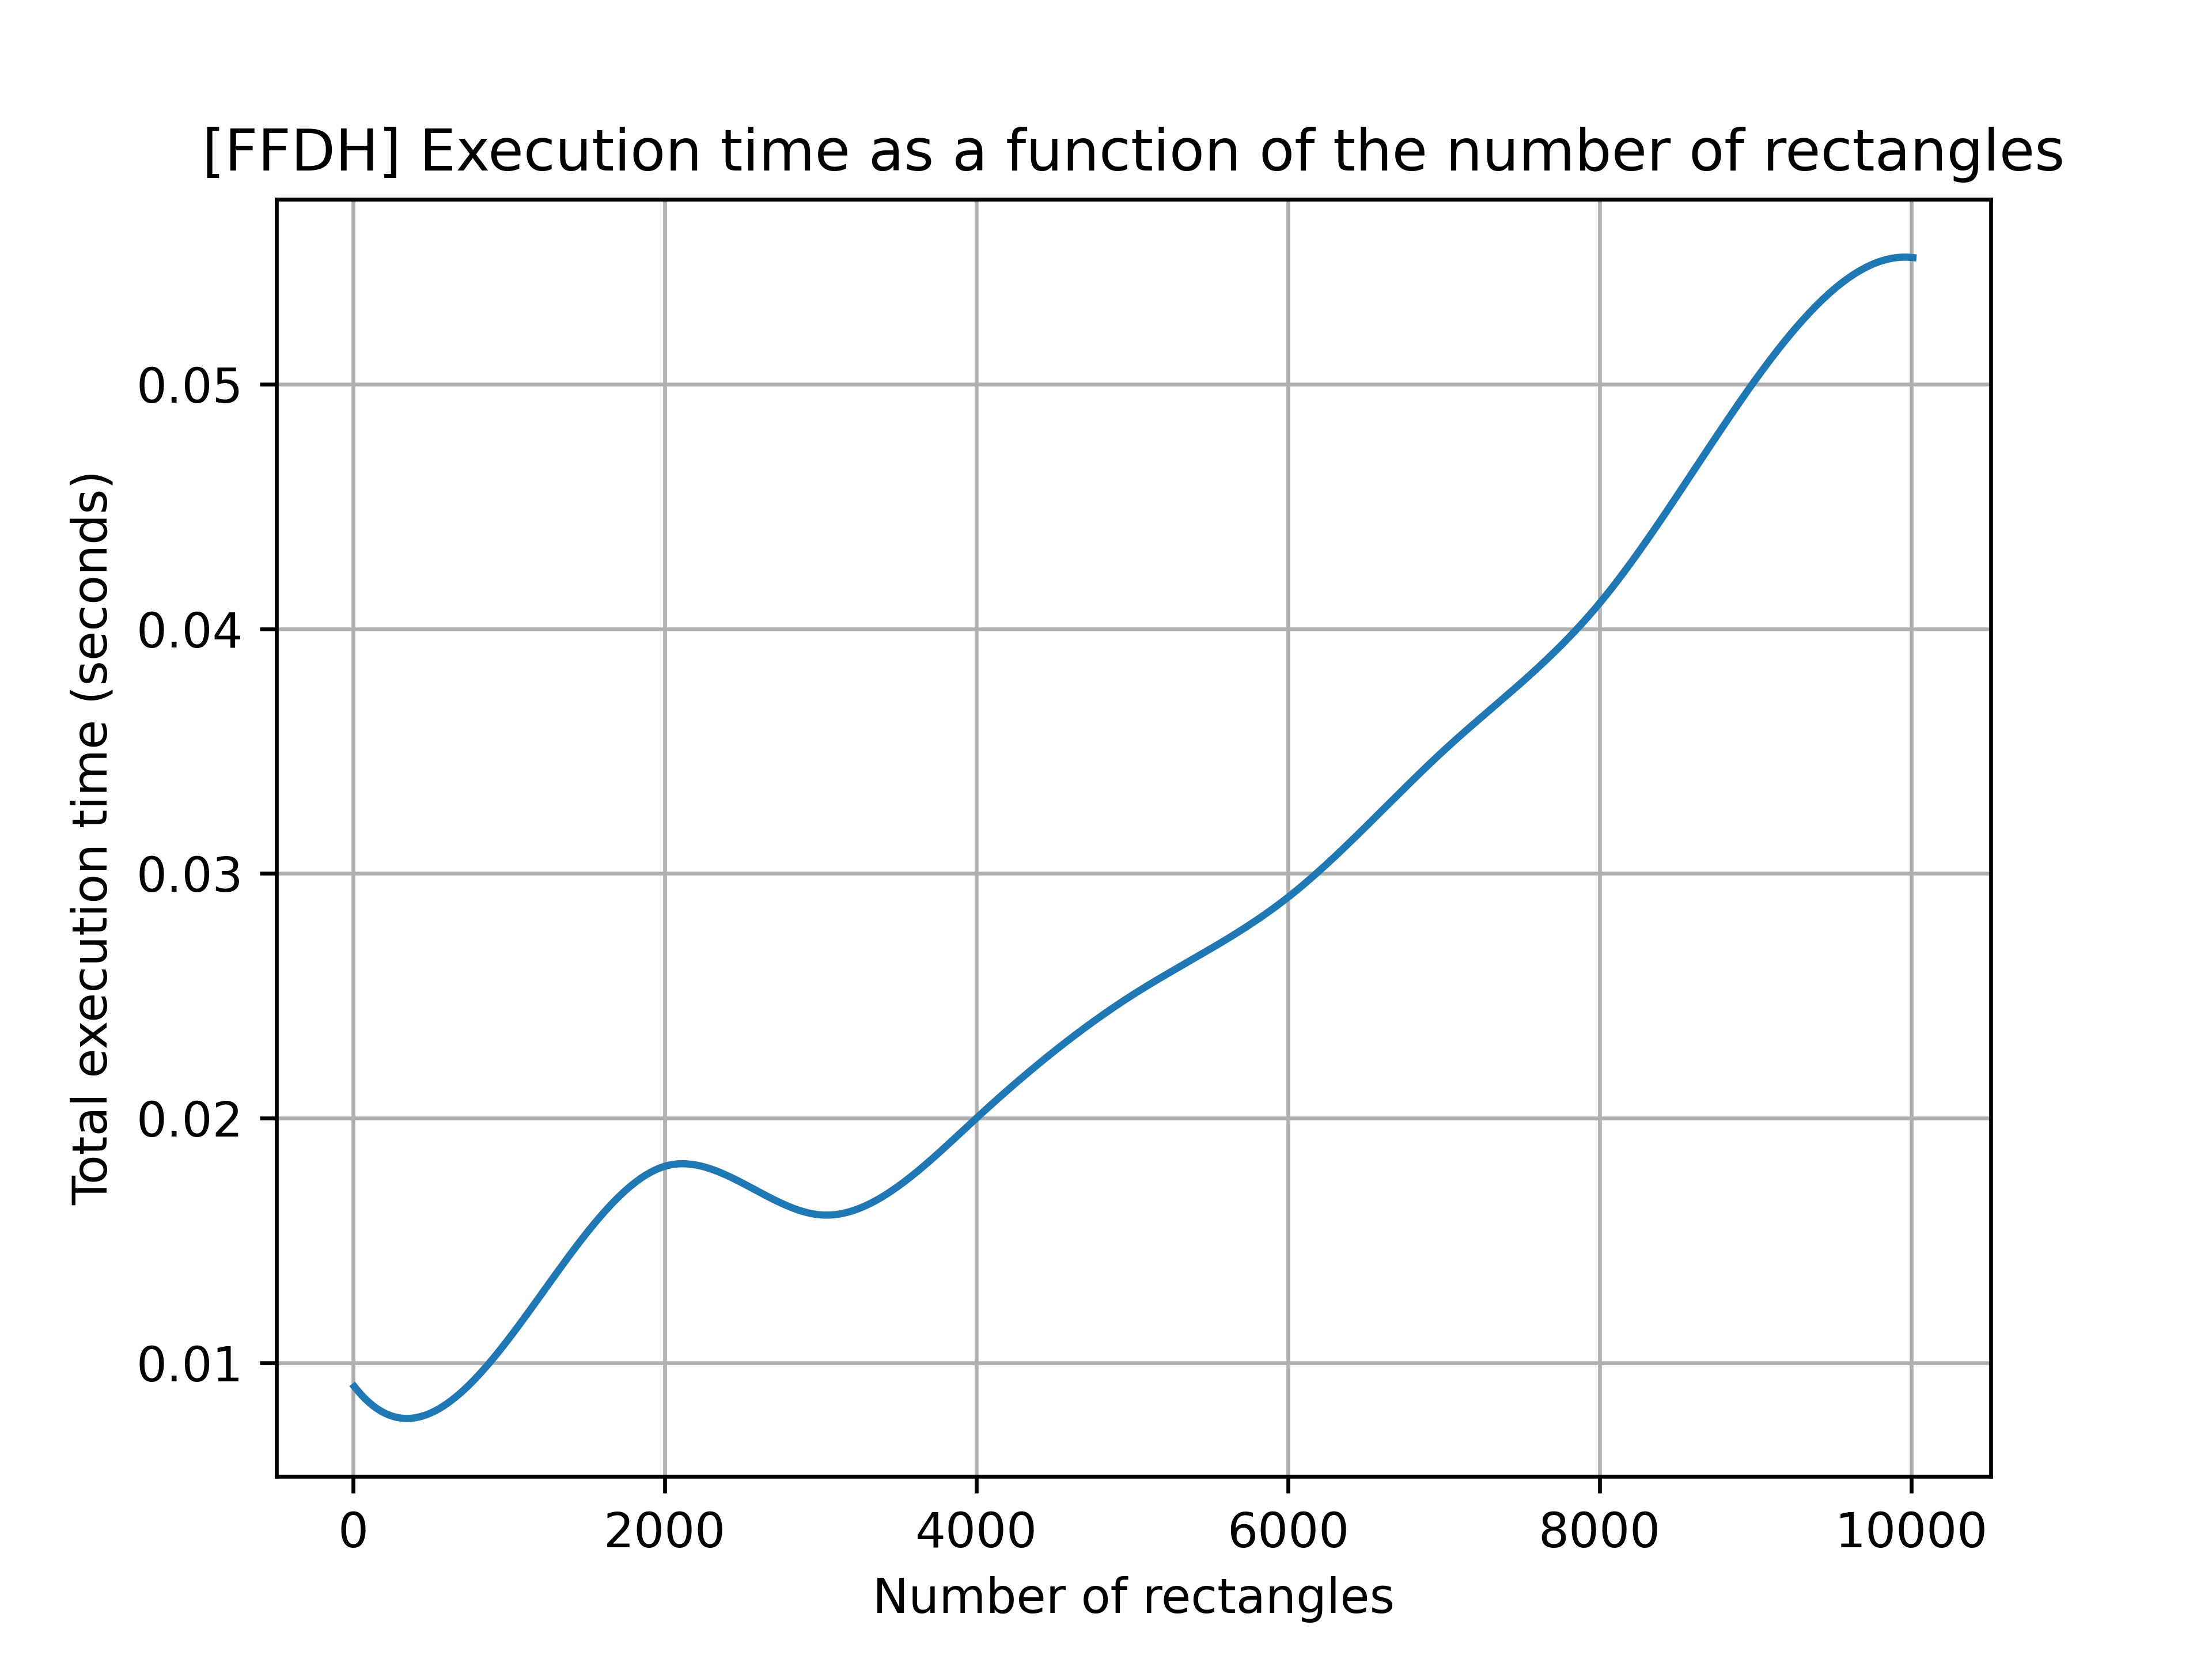 [FFDH] Execution time as a function of the number of rectangles
Total execution time (seconds)
0.05
0.04
0.03
0.02
0.01
0 2000 4000 6000 8000 10000
Number of rectangles